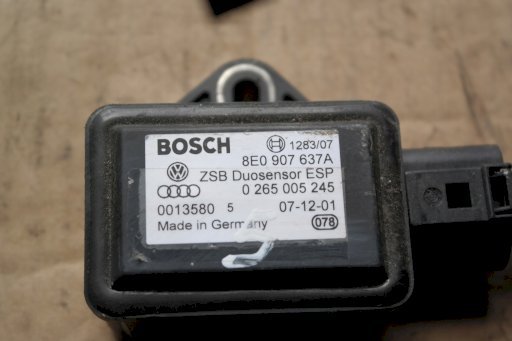 BOSCH 1283/07
8E0 907 637A
ZSB Duosensor ESP
0 265 005 245
0013580 5 07-12-01
Made in Germany 078